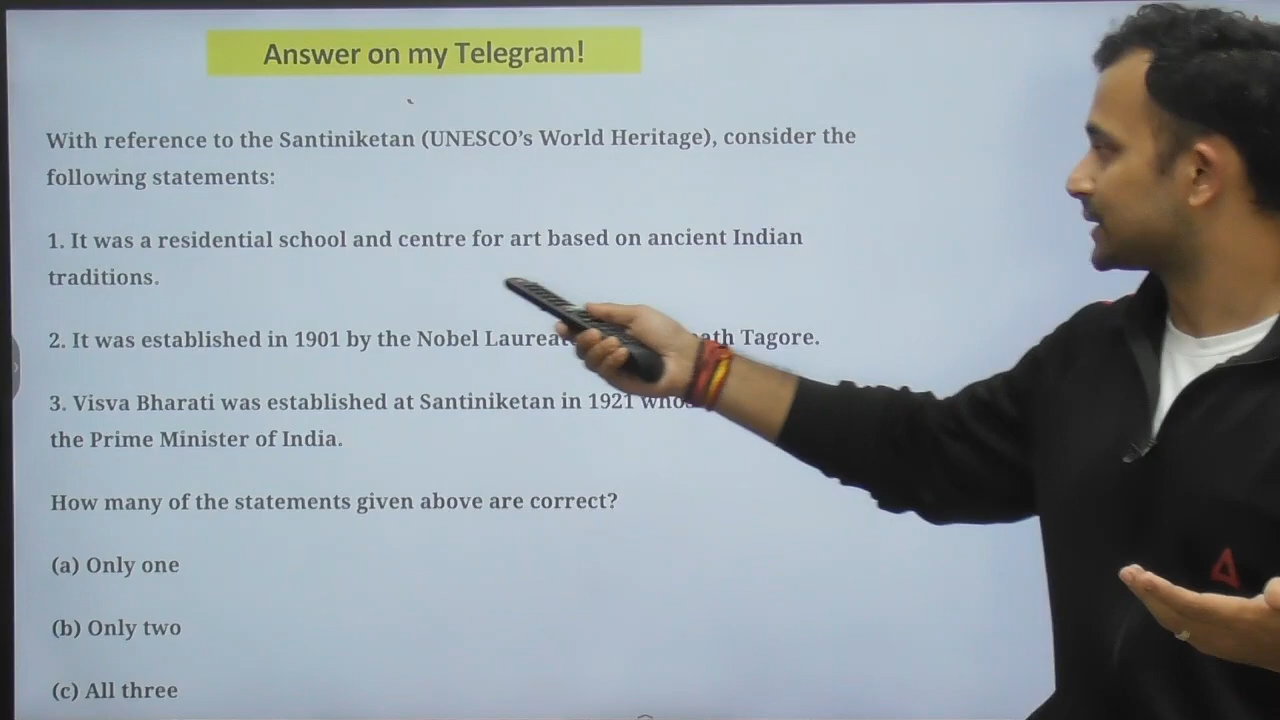 Answer on my Telegram!
With reference to the Santiniketan (UNESCO's World Heritage), consider the
following statements:
1. It was a residential school and centre for art based on ancient Indian
traditions.
2. It was established in 1901 by the Nobel Tagore.
3. Visva Bharati was established at Santiniketan in 1921
the Prime Minister of India.
How many of the statements given above are correct?
(a) Only one
(b) Only two
(c) All three